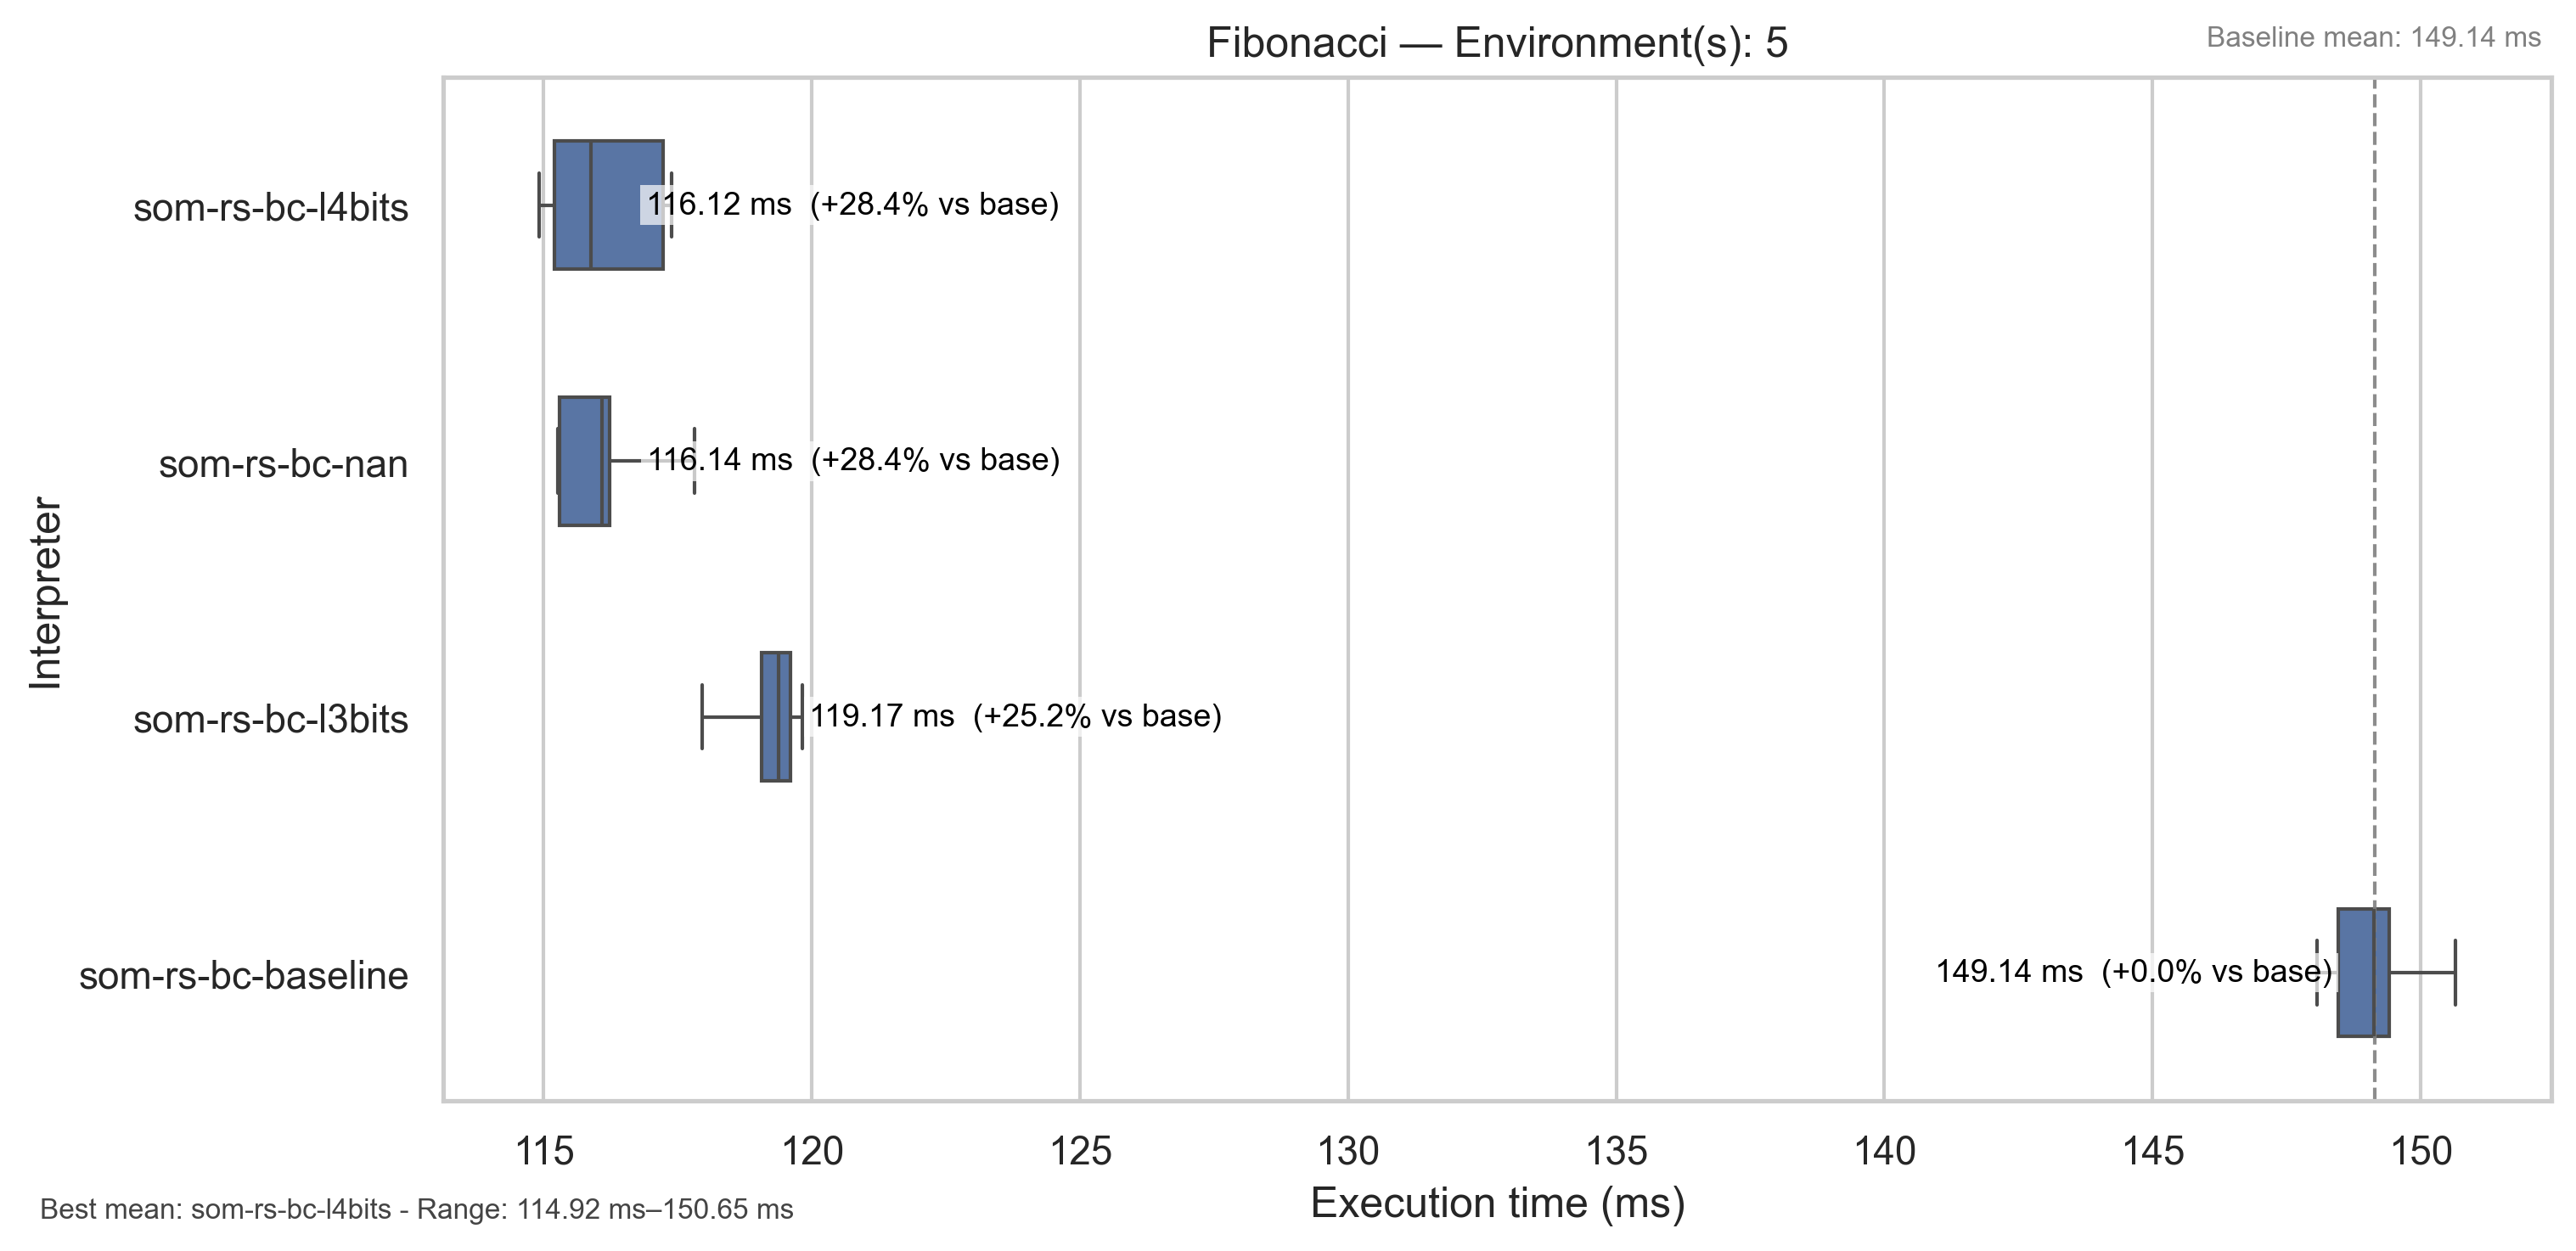 Fibonacci — Environment(s): 5
Baseline mean: 149.14 ms
Interpreter
som-rs-bc-l4bits
116.12 ms (+28.4% vs base)
som-rs-bc-nan
116.14 ms (+28.4% vs base)
som-rs-bc-l3bits
119.17 ms (+25.2% vs base)
som-rs-bc-baseline
149.14 ms (+0.0% vs base)
115 120 125 130 135 140 145 150
Execution time (ms)
Best mean: som-rs-bc-l4bits - Range: 114.92 ms–150.65 ms